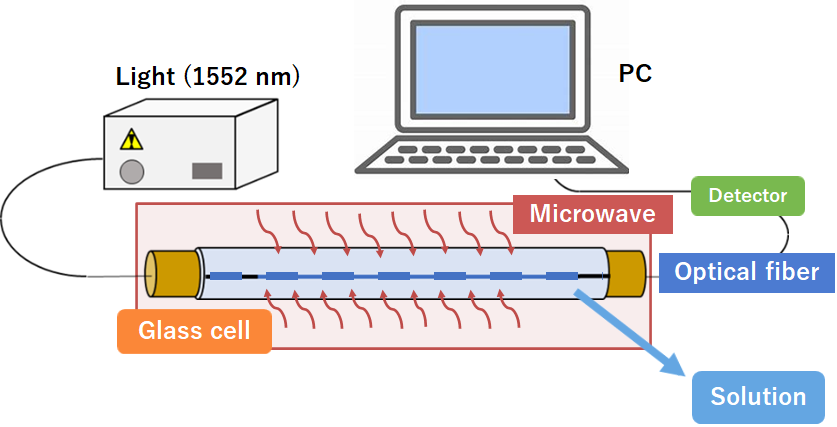 Light (1552 nm)
PC
Detector
Microwave
Optical fiber
Glass cell
Solution